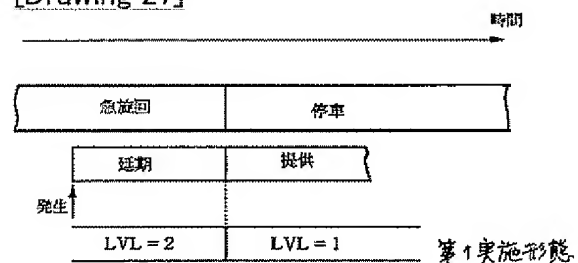 [Drawing 27]
時間
急旋回 停車
延期 提供
発生
LVL = 2 LVL = 1 第1実施形態